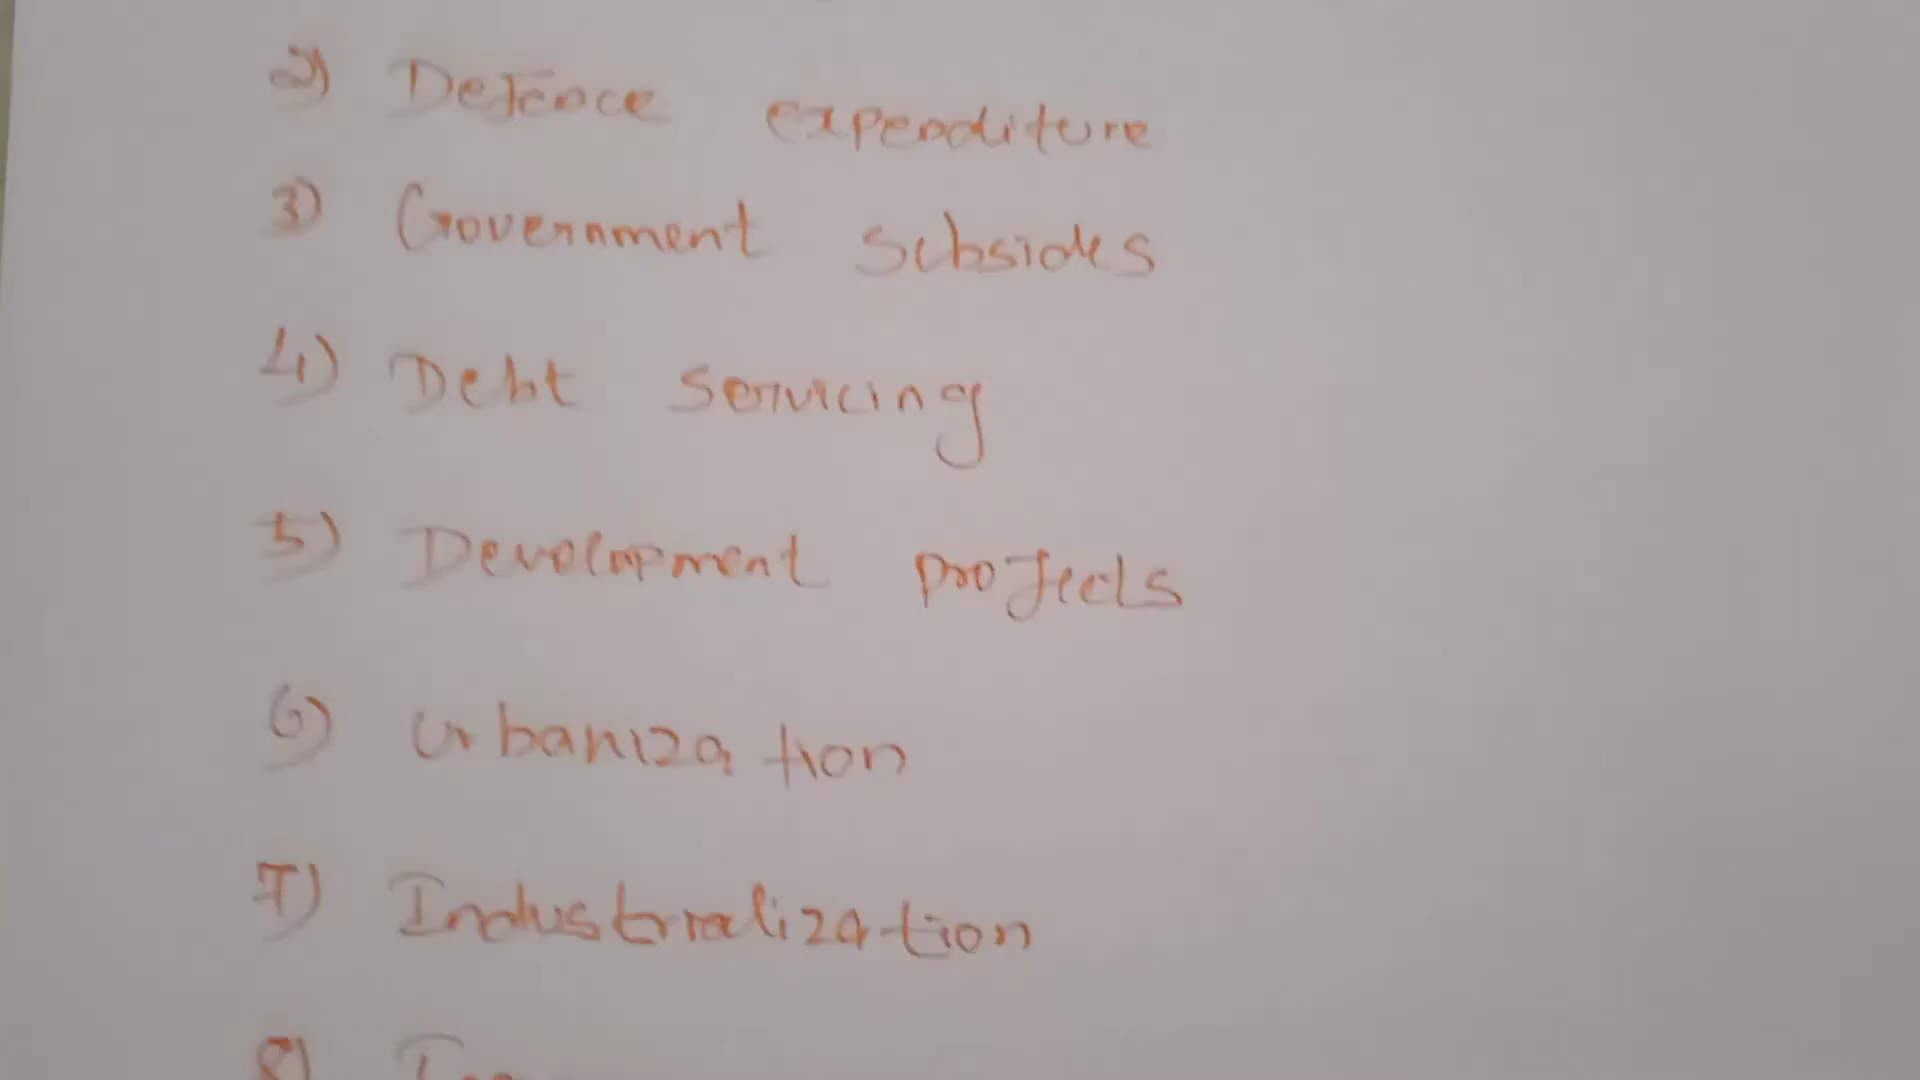 2) Defence expenditure
3) Government Subsides
4) Debt Servicing
5) Development projects
6) Urbanization
7) Industrialization
8)